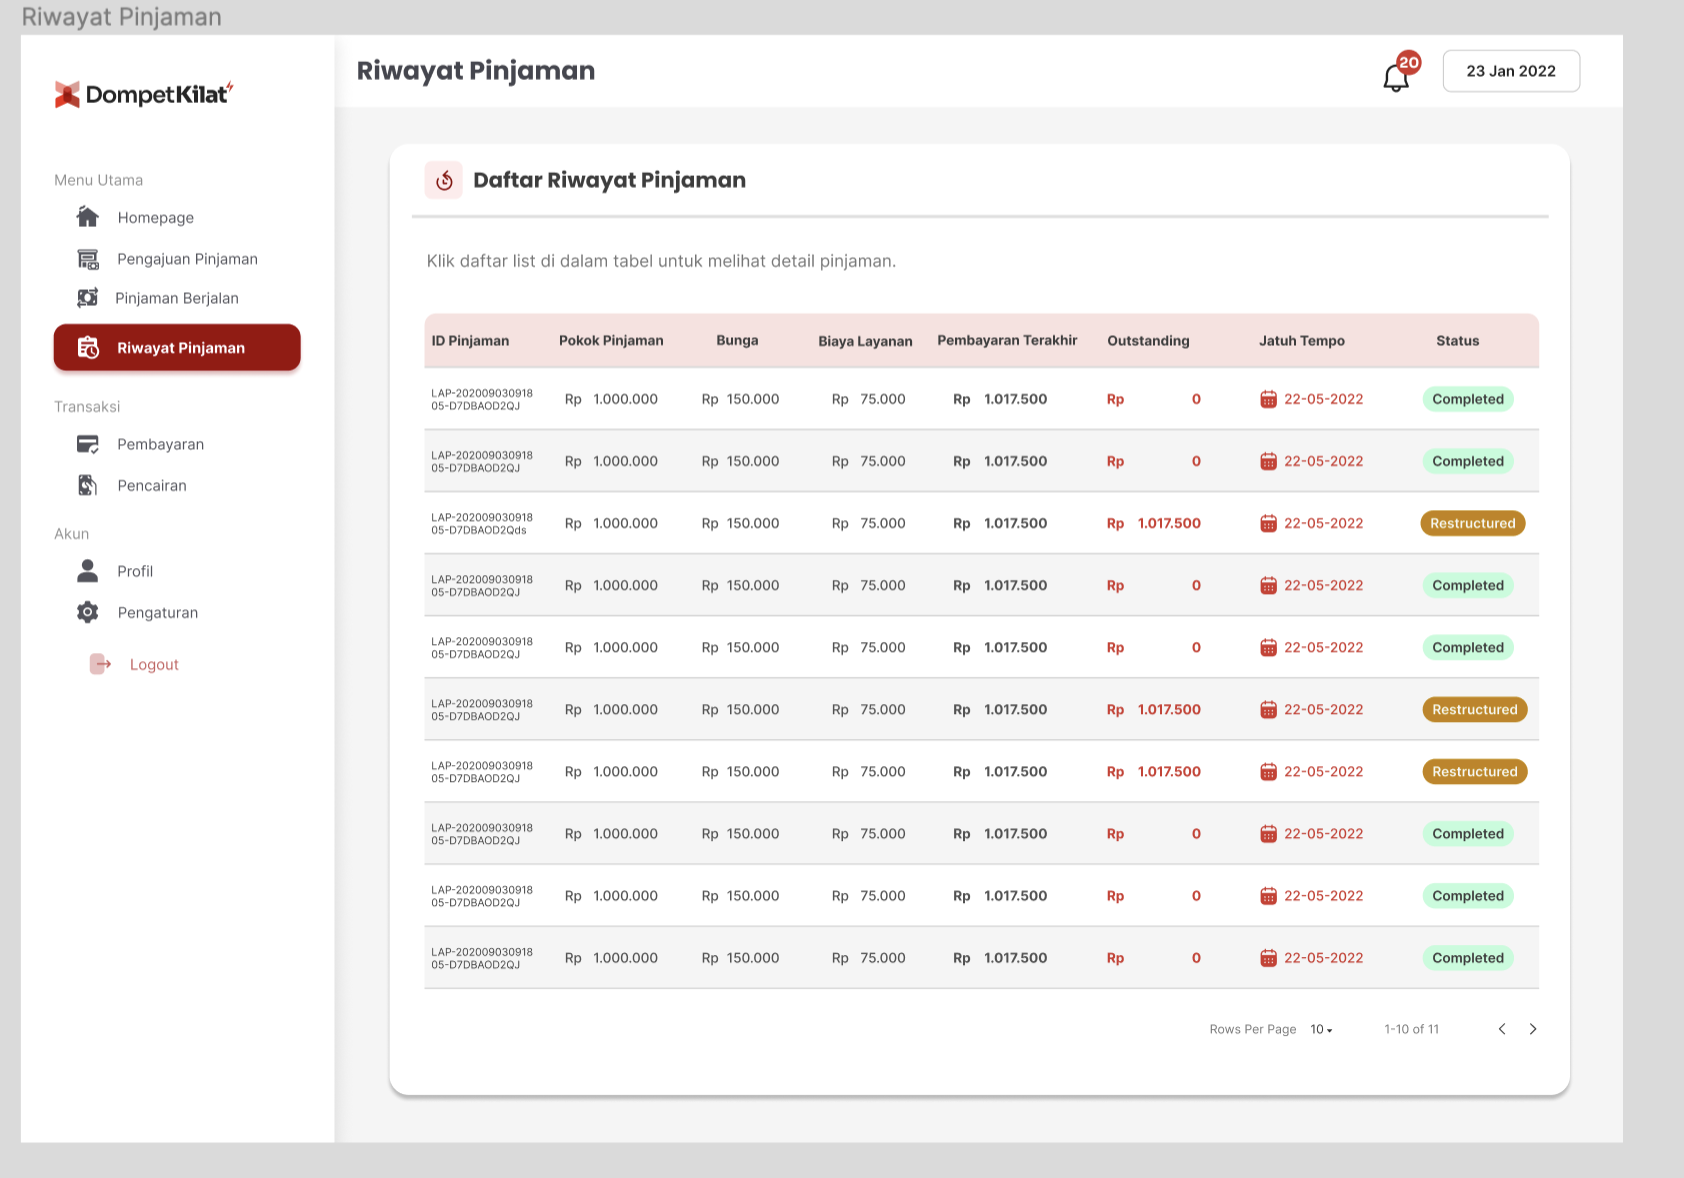 Riwayat Pinjaman
DompetKilat
Riwayat Pinjaman
20
23 Jan 2022
Menu Utama
Homepage
Pengajuan Pinjaman
Pinjaman Berjalan
Riwayat Pinjaman
Transaksi
Pembayaran
Pencairan
Akun
Profil
Pengaturan
Logout
Daftar Riwayat Pinjaman
Klik daftar list di dalam tabel untuk melihat detail pinjaman.
ID Pinjaman Pokok Pinjaman Bunga Biaya Layanan Pembayaran Terakhir Outstanding Jatuh Tempo Status
LAP-202009030918
05-D7DBAOD2QJ Rp 1.000.000 Rp 150.000 Rp 75.000 Rp 1.017.500 Rp 0 22-05-2022 Completed
LAP-202009030918
05-D7DBAOD2QJ Rp 1.000.000 Rp 150.000 Rp 75.000 Rp 1.017.500 Rp 0 22-05-2022 Completed
LAP-202009030918
05-D7DBAOD2Qds Rp 1.000.000 Rp 150.000 Rp 75.000 Rp 1.017.500 Rp 1.017.500 22-05-2022 Restructured
LAP-202009030918
05-D7DBAOD2QJ Rp 1.000.000 Rp 150.000 Rp 75.000 Rp 1.017.500 Rp 0 22-05-2022 Completed
LAP-202009030918
05-D7DBAOD2QJ Rp 1.000.000 Rp 150.000 Rp 75.000 Rp 1.017.500 Rp 0 22-05-2022 Completed
LAP-202009030918
05-D7DBAOD2QJ Rp 1.000.000 Rp 150.000 Rp 75.000 Rp 1.017.500 Rp 1.017.500 22-05-2022 Restructured
LAP-202009030918
05-D7DBAOD2QJ Rp 1.000.000 Rp 150.000 Rp 75.000 Rp 1.017.500 Rp 1.017.500 22-05-2022 Restructured
LAP-202009030918
05-D7DBAOD2QJ Rp 1.000.000 Rp 150.000 Rp 75.000 Rp 1.017.500 Rp 0 22-05-2022 Completed
LAP-202009030918
05-D7DBAOD2QJ Rp 1.000.000 Rp 150.000 Rp 75.000 Rp 1.017.500 Rp 0 22-05-2022 Completed
LAP-202009030918
05-D7DBAOD2QJ Rp 1.000.000 Rp 150.000 Rp 75.000 Rp 1.017.500 Rp 0 22-05-2022 Completed
Rows Per Page 10 1-10 of 11